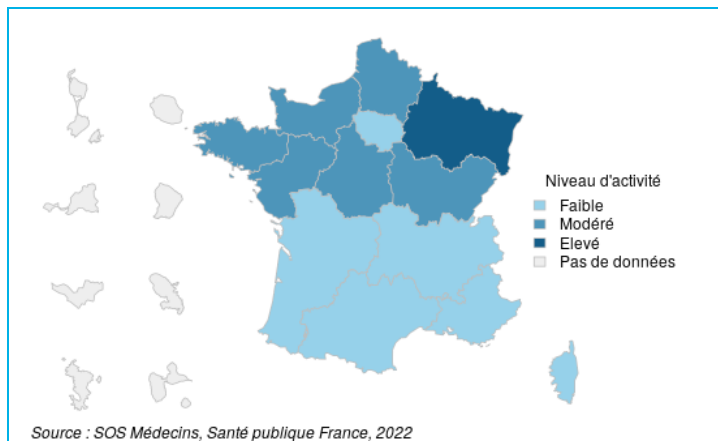 Niveau d'activité
Faible
Modéré
Elevé
Pas de données
Source : SOS Médecins, Santé publique France, 2022